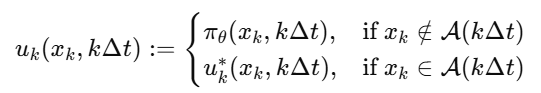 u_k(x_k, kΔt) := { π_θ(x_k, kΔt), if x_k ∉ 𝒜(kΔt)
u_k^*(x_k, kΔt), if x_k ∈ 𝒜(kΔt)